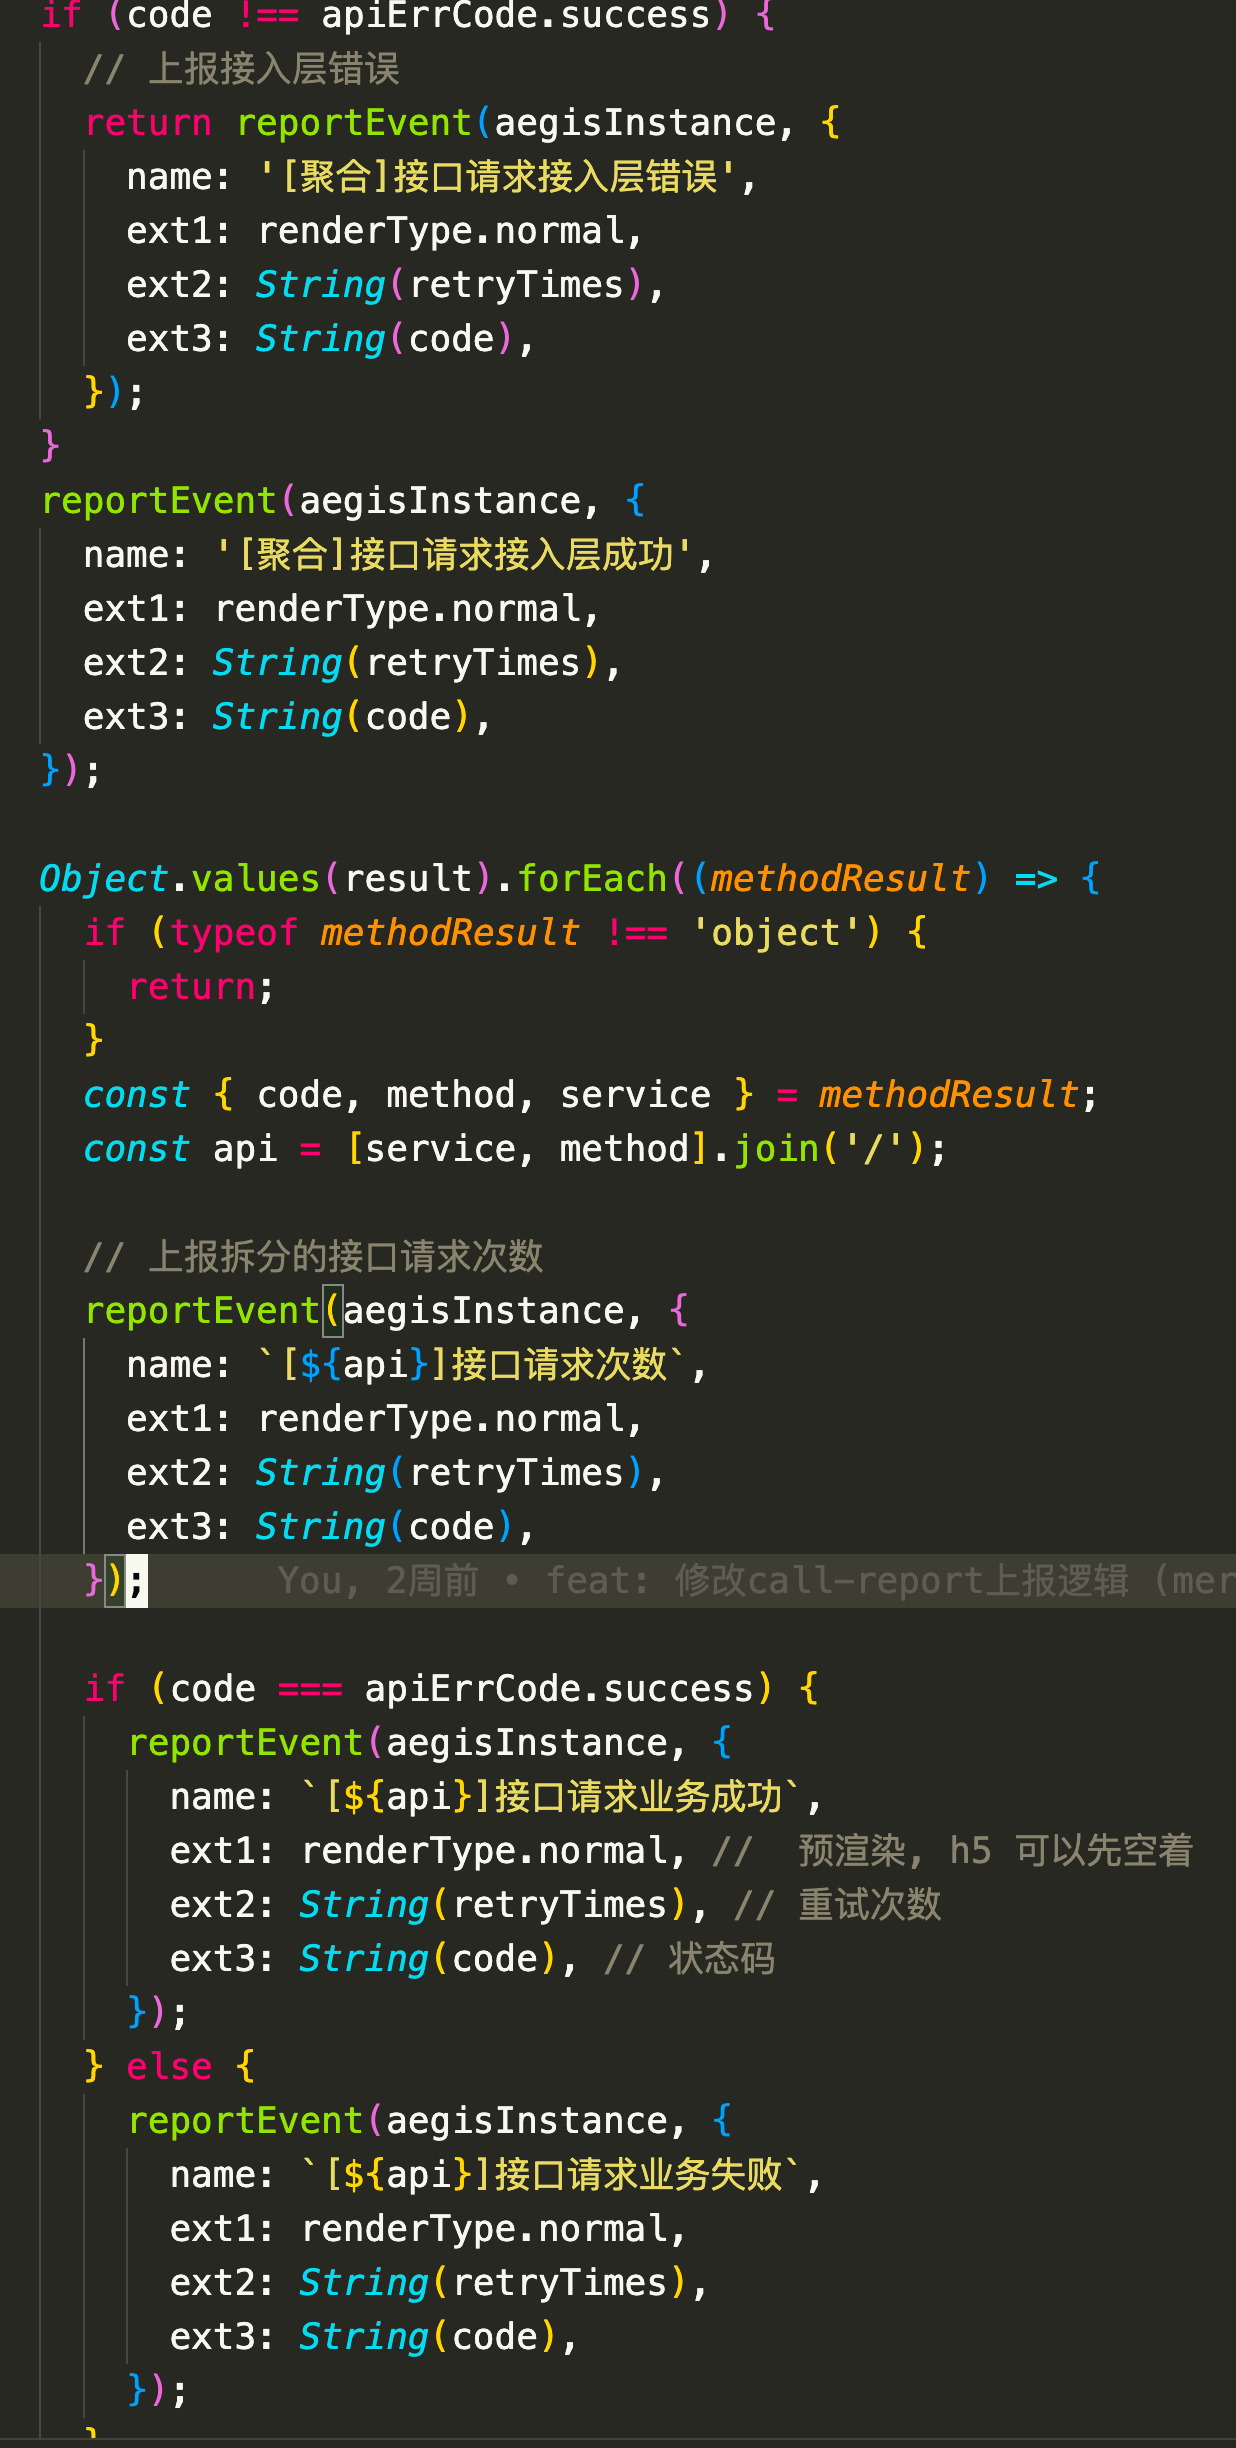 if (code !== apiErrCode.success) {
  // 上报接入层错误
  return reportEvent(aegisInstance, {
    name: '[聚合]接口请求接入层错误',
    ext1: renderType.normal,
    ext2: String(retryTimes),
    ext3: String(code),
  });
}
reportEvent(aegisInstance, {
  name: '[聚合]接口请求接入层成功',
  ext1: renderType.normal,
  ext2: String(retryTimes),
  ext3: String(code),
});

Object.values(result).forEach((methodResult) => {
  if (typeof methodResult !== 'object') {
    return;
  }
  const { code, method, service } = methodResult;
  const api = [service, method].join('/');

  // 上报拆分的接口请求次数
  reportEvent(aegisInstance, {
    name: `[${api}]接口请求次数`,
    ext1: renderType.normal,
    ext2: String(retryTimes),
    ext3: String(code),
  });      You, 2周前 • feat: 修改call-report上报逻辑 (mer

  if (code === apiErrCode.success) {
    reportEvent(aegisInstance, {
      name: `[${api}]接口请求业务成功`,
      ext1: renderType.normal, //  预渲染, h5 可以先空着
      ext2: String(retryTimes), // 重试次数
      ext3: String(code), // 状态码
    });
  } else {
    reportEvent(aegisInstance, {
      name: `[${api}]接口请求业务失败`,
      ext1: renderType.normal,
      ext2: String(retryTimes),
      ext3: String(code),
    });
  }